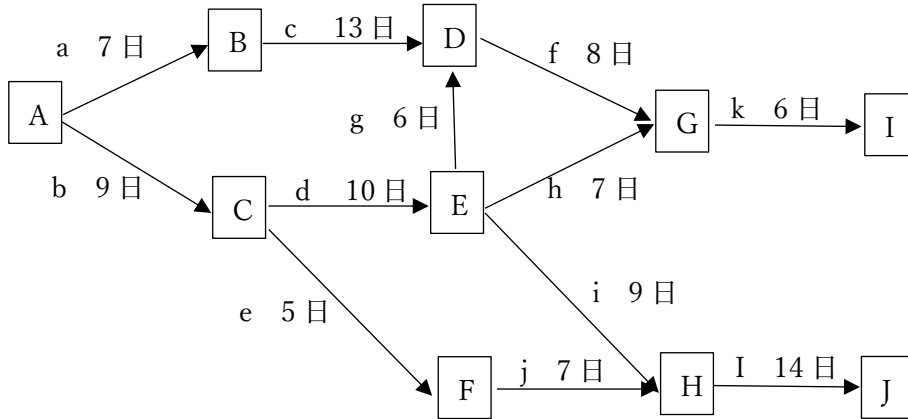 a 7日
B
c 13日
D
f 8日
A
g 6日
G
k 6日
I
b 9日
C
d 10日
E
h 7日
e 5日
i 9日
F
j 7日
H
I 14日
J